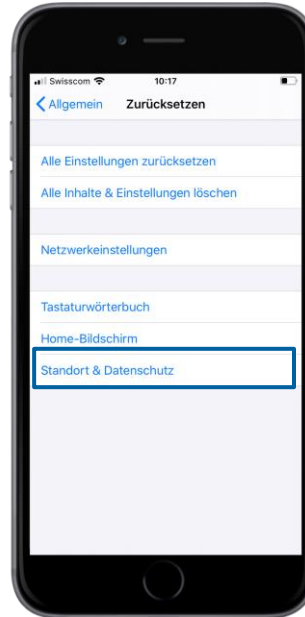 Swisscom 10:17
Allgemein Zurücksetzen
Alle Einstellungen zurücksetzen
Alle Inhalte & Einstellungen löschen
Netzwerkeinstellungen
Tastaturwörterbuch
Home-Bildschirm
Standort & Datenschutz